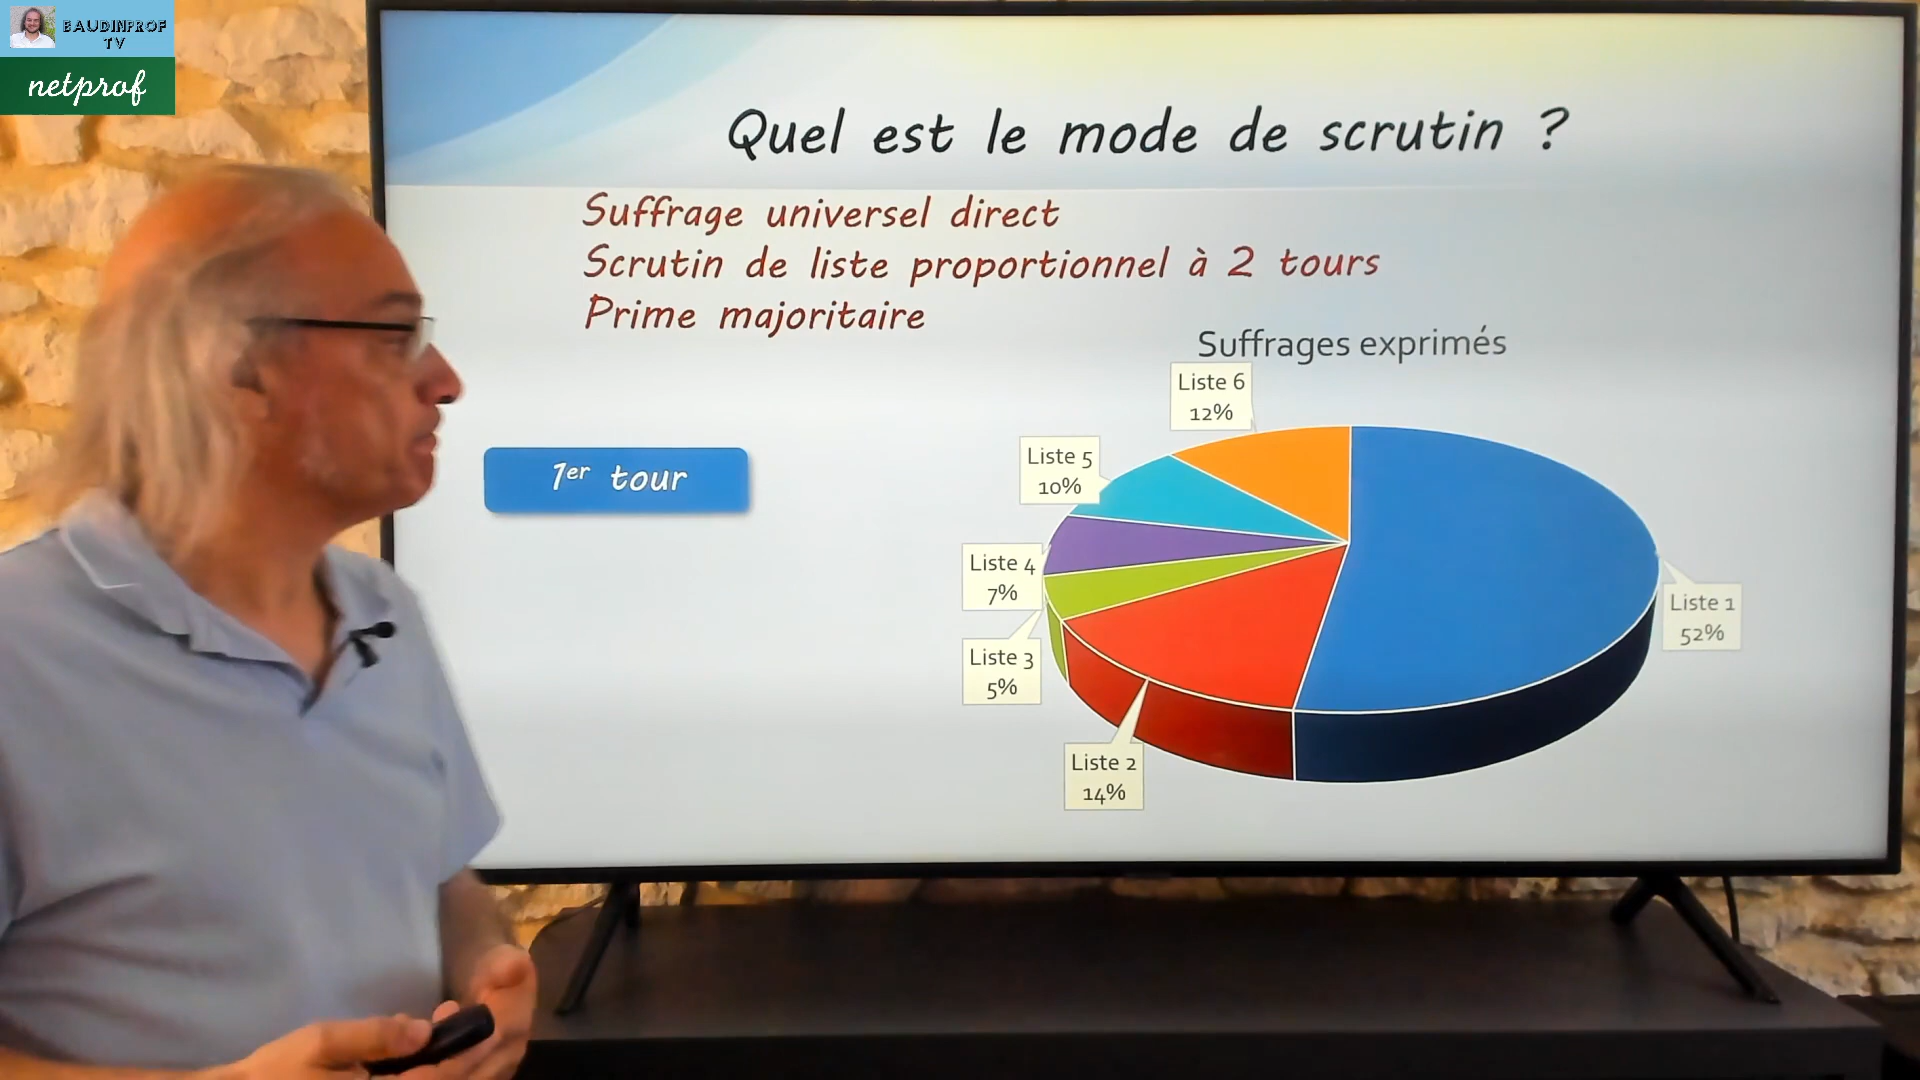 BAUDINPROF
TV
netprof
Quel est le mode de scrutin ?
Suffrage universel direct
Scrutin de liste proportionnel à 2 tours
Prime majoritaire
Suffrages exprimés
Liste 6
12%
Liste 5
10%
1er tour
Liste 4
7%
Liste 1
52%
Liste 3
5%
Liste 2
14%